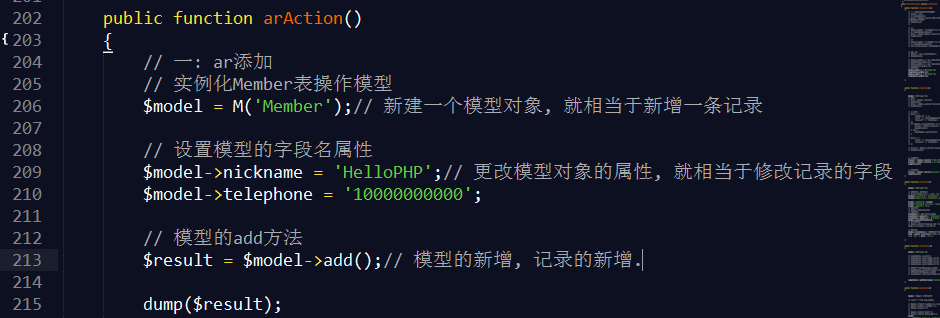 202 public function arAction()
203 {
204 // 一: ar添加
205 // 实例化Member表操作模型
206 $model = M('Member');// 新建一个模型对象, 就相当于新增一条记录
207
208 // 设置模型的字段名属性
209 $model->nickname = 'HelloPHP';// 更改模型对象的属性, 就相当于修改记录的字段
210 $model->telephone = '10000000000';
211
212 // 模型的add方法
213 $result = $model->add();// 模型的新增, 记录的新增.
214
215 dump($result);